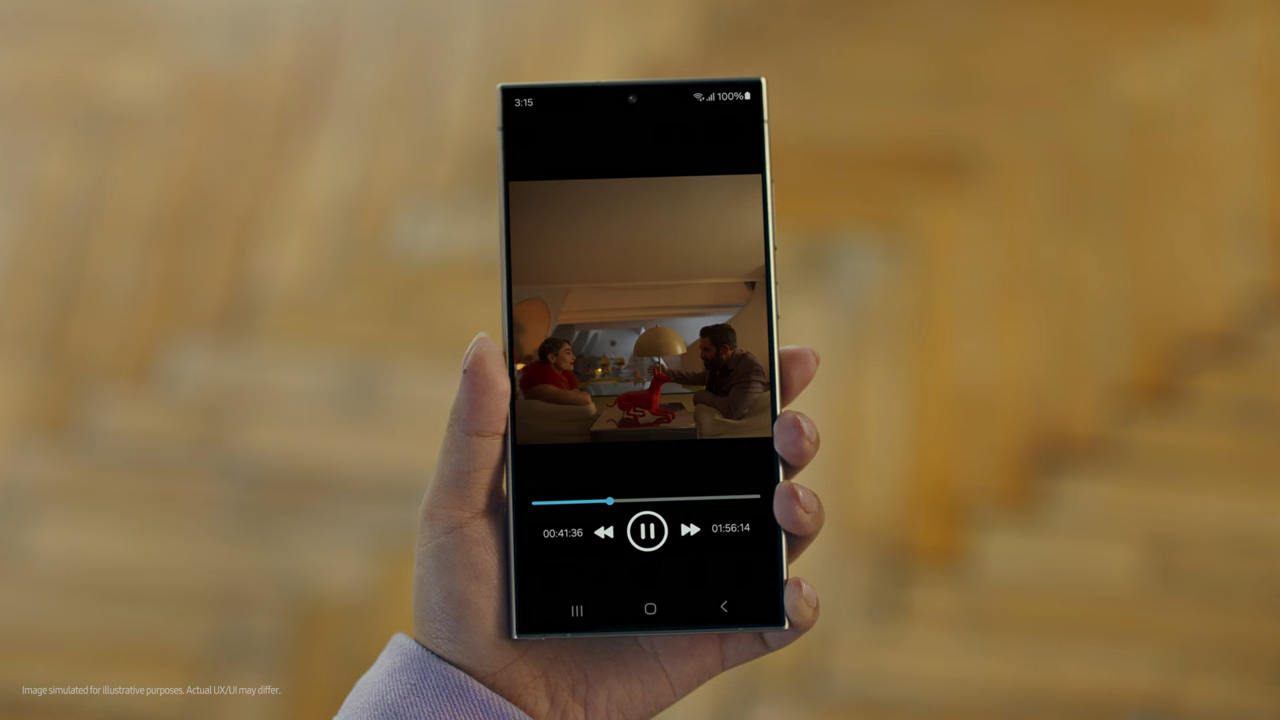 3:15
100%
00:41:36
01:56:14
Image simulated for illustrative purposes. Actual UX/UI may differ.